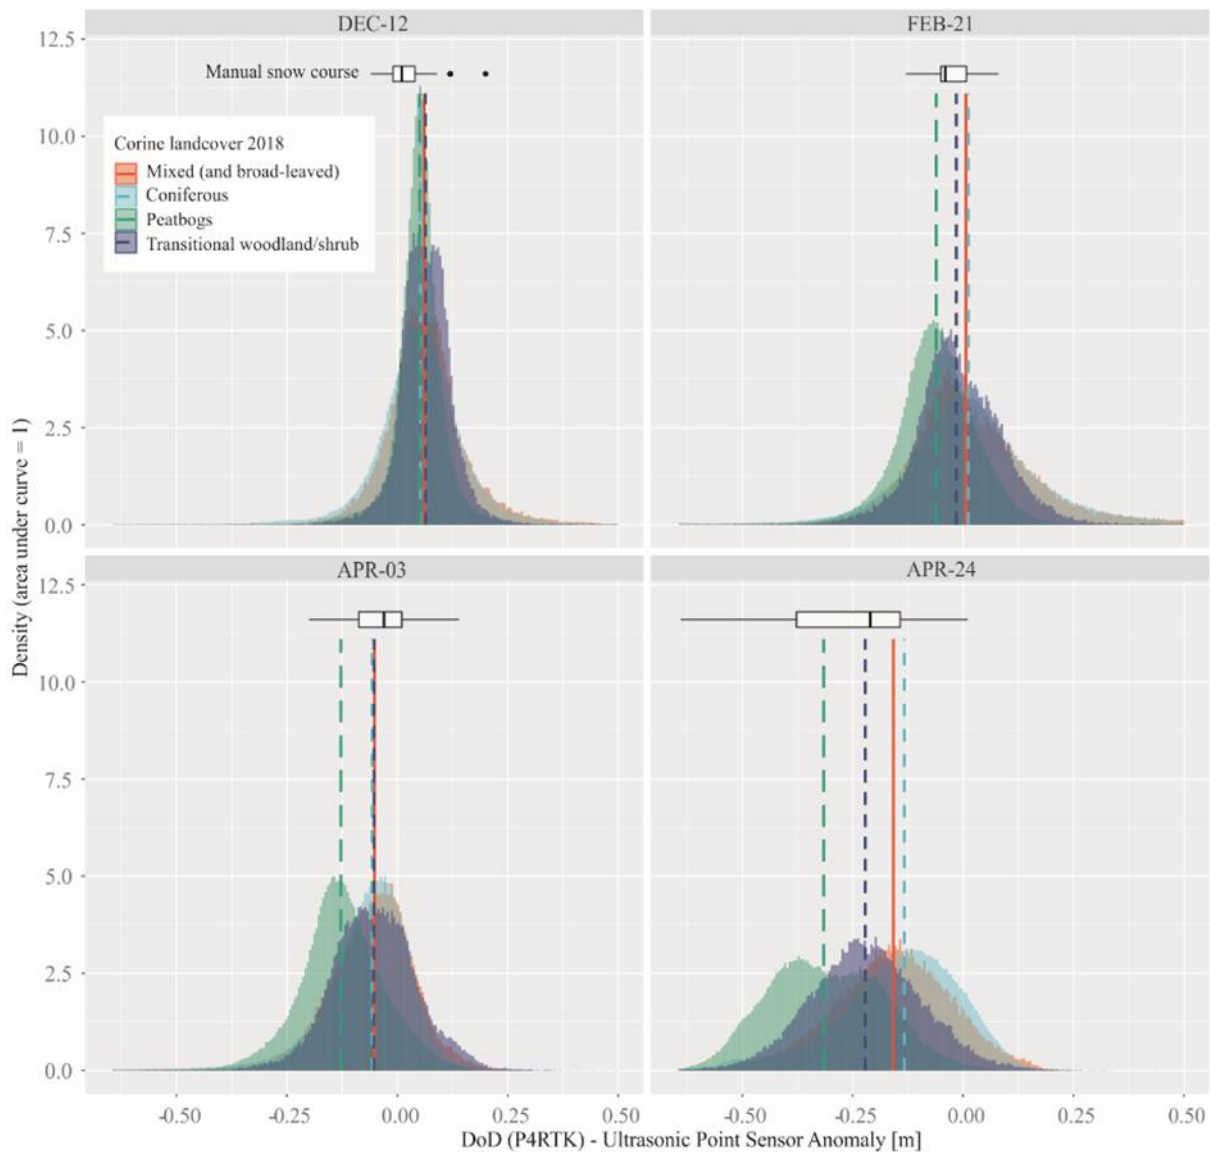 DEC-12
FEB-21
12.5
Manual snow course
10.0
Corine landcover 2018
Mixed (and broad-leaved)
Coniferous
Peatbogs
Transitional woodland/shrub
7.5
5.0
2.5
0.0
APR-03
APR-24
12.5
10.0
7.5
5.0
2.5
0.0
Density (area under curve = 1)
-0.50 -0.25 0.00 0.25 0.50
-0.50 -0.25 0.00 0.25 0.50
DoD (P4RTK) - Ultrasonic Point Sensor Anomaly [m]